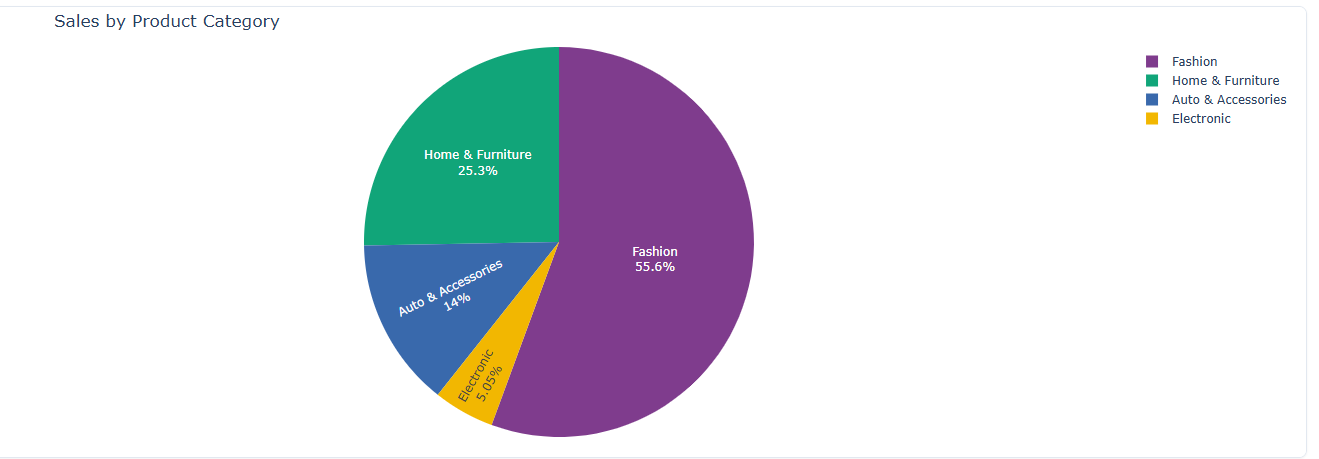 Sales by Product Category
Fashion
Home & Furniture
Auto & Accessories
Electronic
Home & Furniture
25.3%
Fashion
55.6%
Auto & Accessories
14%
Electronic
5.05%